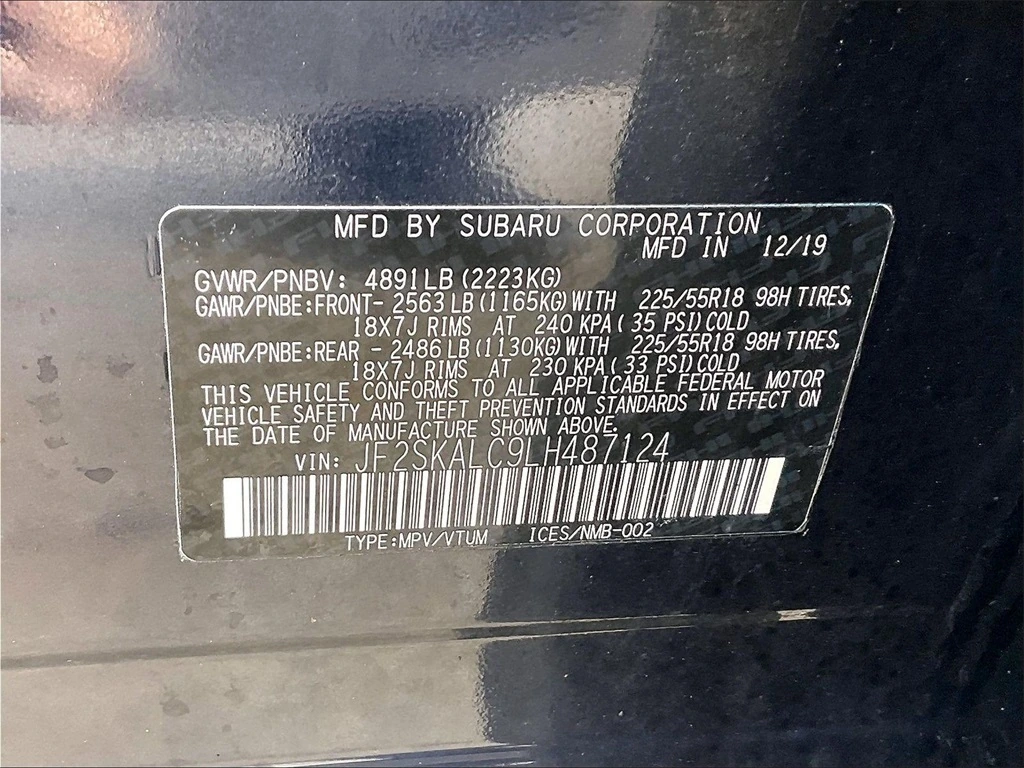 MFD BY SUBARU CORPORATION
MFD IN 12/19
GVWR/PNBV: 4891LB (2223KG)
GAWR/PNBE:FRONT- 2563 LB (1165KG) WITH 225/55R18 98H TIRES,
18X7J RIMS AT 240 KPA( 35 PSI) COLD
GAWR/PNBE:REAR - 2486 LB (1130KG) WITH 225/55R18 98H TIRES,
18X7J RIMS AT 230 KPA( 33 PSI) COLD
THIS VEHICLE CONFORMS TO ALL APPLICABLE FEDERAL MOTOR
VEHICLE SAFETY AND THEFT PREVENTION STANDARDS IN EFFECT ON
THE DATE OF MANUFACTURE SHOWN ABOVE.
VIN: JF2SKALC9LH487124
TYPE:MPV/VTUM ICES/NMB-002